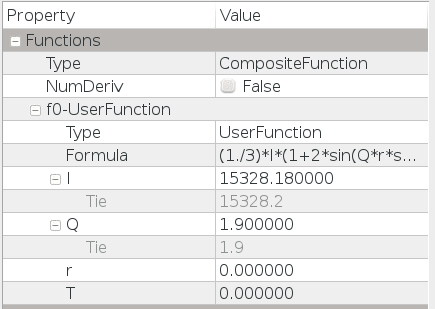 Property Value
Functions
Type CompositeFunction
NumDeriv False
f0-UserFunction
Type UserFunction
Formula (1./3)*I*(1+2*sin(Q*r*s...
I 15328.180000
Tie 15328.2
Q 1.900000
Tie 1.9
r 0.000000
T 0.000000